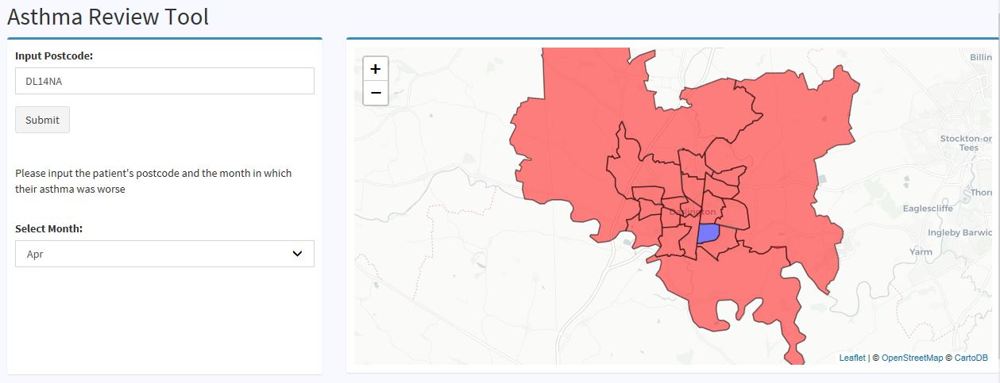 Asthma Review Tool
Input Postcode:
DL14NA
Submit
Please input the patient's postcode and the month in which
their asthma was worse
Select Month:
Apr
+
−
Billin
Stockton-on-
Tees
Thorn
Darlington
Eaglescliffe
Ingleby Barwic
Yarm
Leaflet | © OpenStreetMap © CartoDB